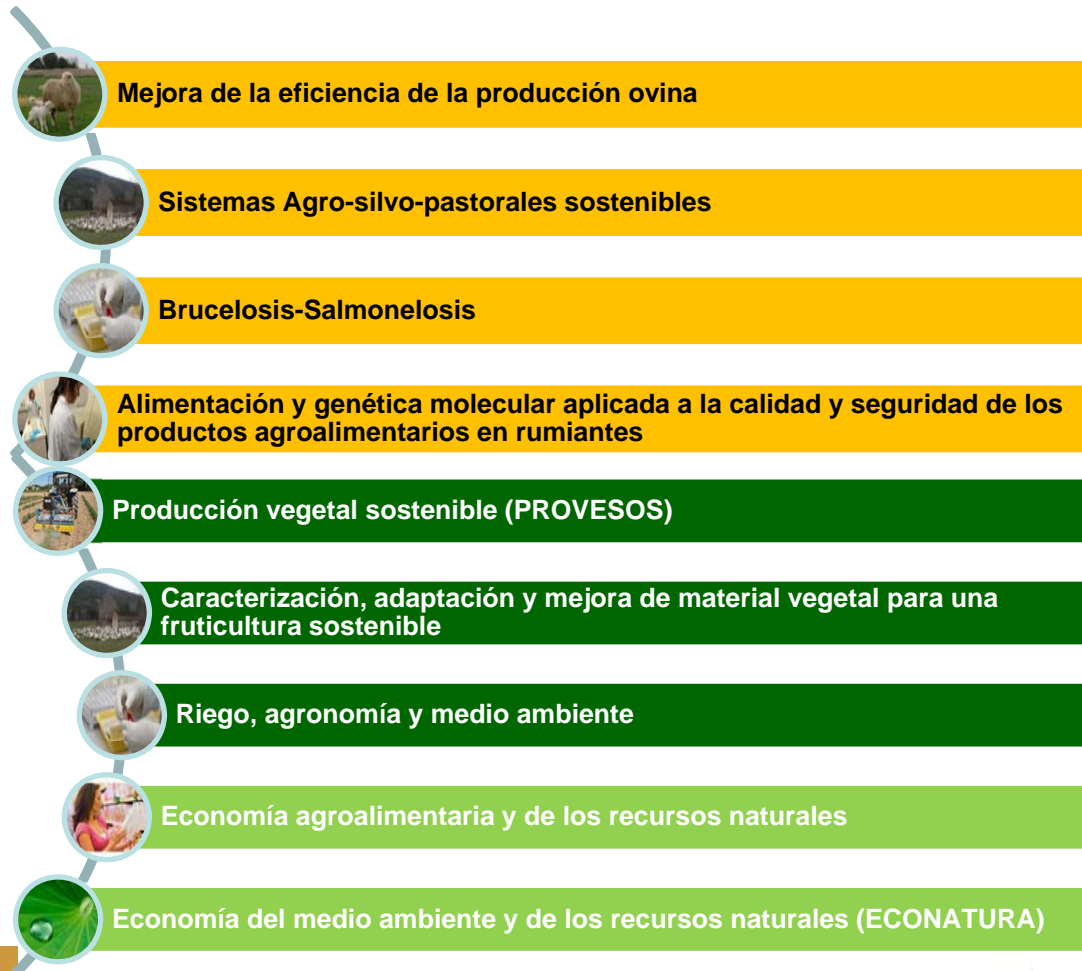 Mejora de la eficiencia de la producción ovina
Sistemas Agro-silvo-pastorales sostenibles
Brucelosis-Salmonelosis
Alimentación y genética molecular aplicada a la calidad y seguridad de los
productos agroalimentarios en rumiantes
Producción vegetal sostenible (PROVESOS)
Caracterización, adaptación y mejora de material vegetal para una
fruticultura sostenible
Riego, agronomía y medio ambiente
Economía agroalimentaria y de los recursos naturales
Economía del medio ambiente y de los recursos naturales (ECONATURA)